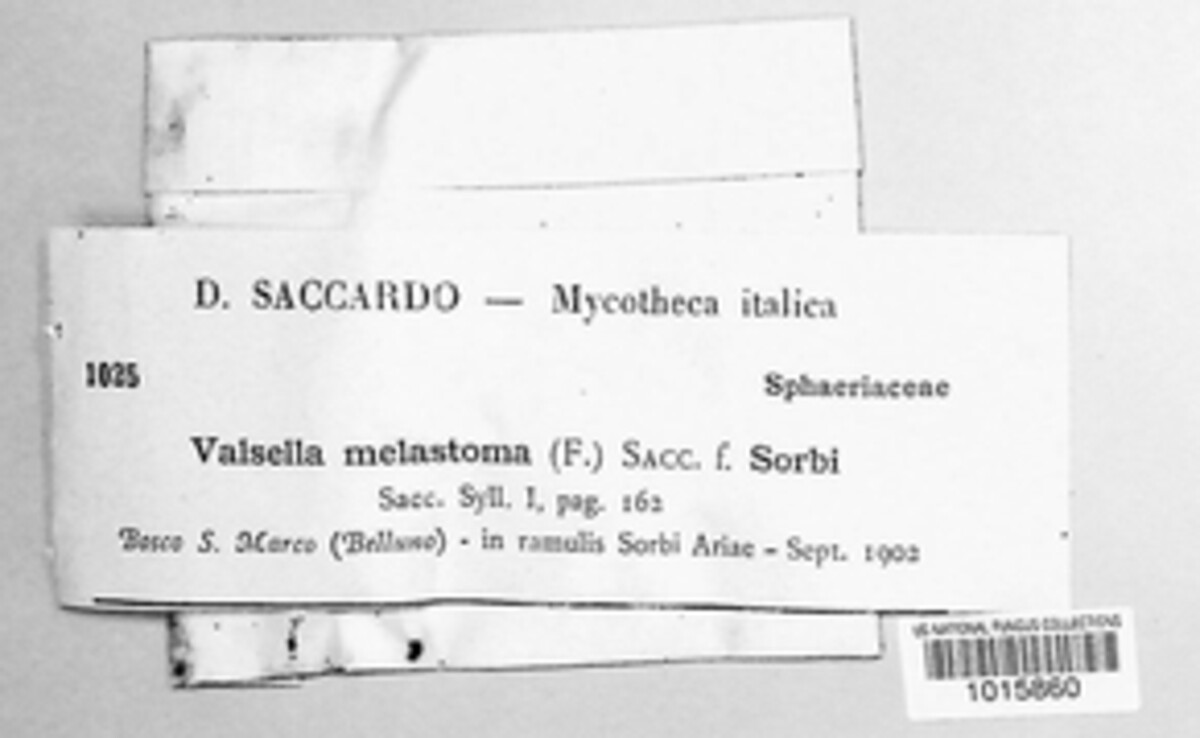 D. SACCARDO — Mycotheca italica
1025
Sphaeriaceae
Valsella melastoma (F.) SACC. f. Sorbi
Sacc. Syll. I, pag. 162
Bosco S. Marco (Belluno) - in ramulis Sorbi Ariae - Sept. 1902
US NATIONAL FUNGUS COLLECTIONS
1015860